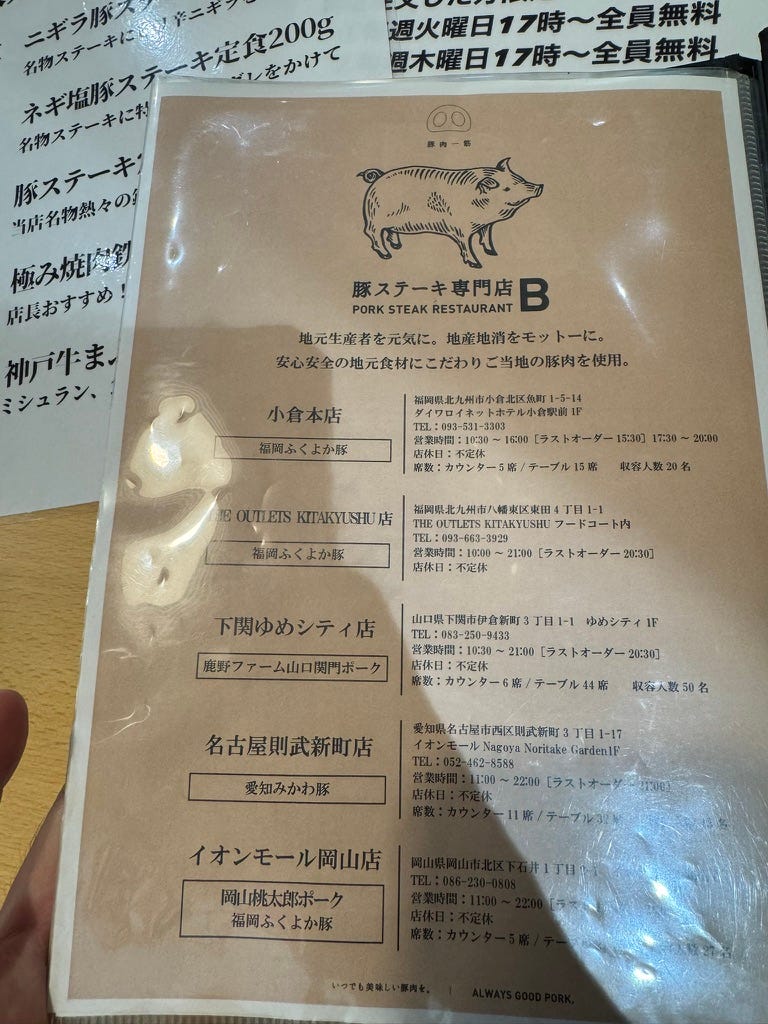 ニギラ豚ステ
名物ステーキに
ネギ塩豚ステーキ定食200g
名物ステーキに特
ダレをかけて
豚ステーキ
当店名物熱々の
極み焼肉鉄
店長おすすめ！
神戸牛ま
ミシュラン、
週火曜日17時〜全員無料
週木曜日17時〜全員無料
豚肉一筋
豚ステーキ専門店 B
PORK STEAK RESTAURANT
地元生産者を元気に。地産地消をモットーに。
安心安全の地元食材にこだわりご当地の豚肉を使用。
小倉本店
福岡ふくよか豚
福岡県北九州市小倉北区魚町 1-5-14
ダイワロイネットホテル小倉駅前 1F
TEL：093-531-3303
営業時間：10:30 〜 16:00［ラストオーダー 15:30］17:30 〜 20:00
店休日：不定休
席数：カウンター 5 席 / テーブル 15 席　収容人数 20 名
THE OUTLETS KITAKYUSHU 店
福岡ふくよか豚
福岡県北九州市八幡東区東田 4 丁目 1-1
THE OUTLETS KITAKYUSHU フードコート内
TEL：093-663-3929
営業時間：10:00 〜 21:00［ラストオーダー 20:30］
店休日：不定休
下関ゆめシティ店
鹿野ファーム山口関門ポーク
山口県下関市伊倉新町 3 丁目 1-1　ゆめシティ 1F
TEL：083-250-9433
営業時間：10:30 〜 21:00［ラストオーダー 20:30］
店休日：不定休
席数：カウンター 6 席 / テーブル 44 席　収容人数 50 名
名古屋則武新町店
愛知みかわ豚
愛知県名古屋市西区則武新町 3 丁目 1-17
イオンモール Nagoya Noritake Garden1F
TEL：052-462-8588
営業時間：11:00 〜 22:00［ラストオーダー 21:00］
店休日：不定休
席数：カウンター 11 席 / テーブル
イオンモール岡山店
岡山桃太郎ポーク
福岡ふくよか豚
岡山県岡山市北区下石井 1 丁目
TEL：086-230-0808
営業時間：11:00 〜 22:00［ラス
店休日：不定休
席数：カウンター 5 席 / テー
いつでも美味しい豚肉を。 | ALWAYS GOOD PORK.